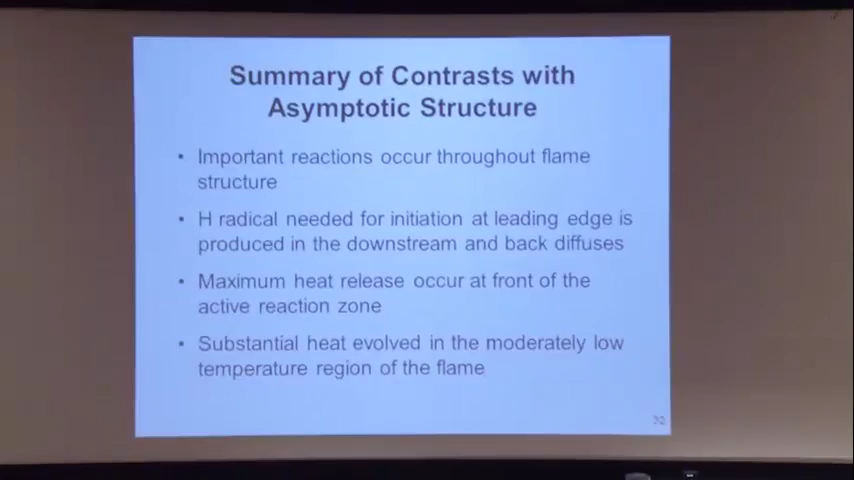 Summary of Contrasts with
Asymptotic Structure
• Important reactions occur throughout flame
structure
• H radical needed for initiation at leading edge is
produced in the downstream and back diffuses
• Maximum heat release occur at front of the
active reaction zone
• Substantial heat evolved in the moderately low
temperature region of the flame